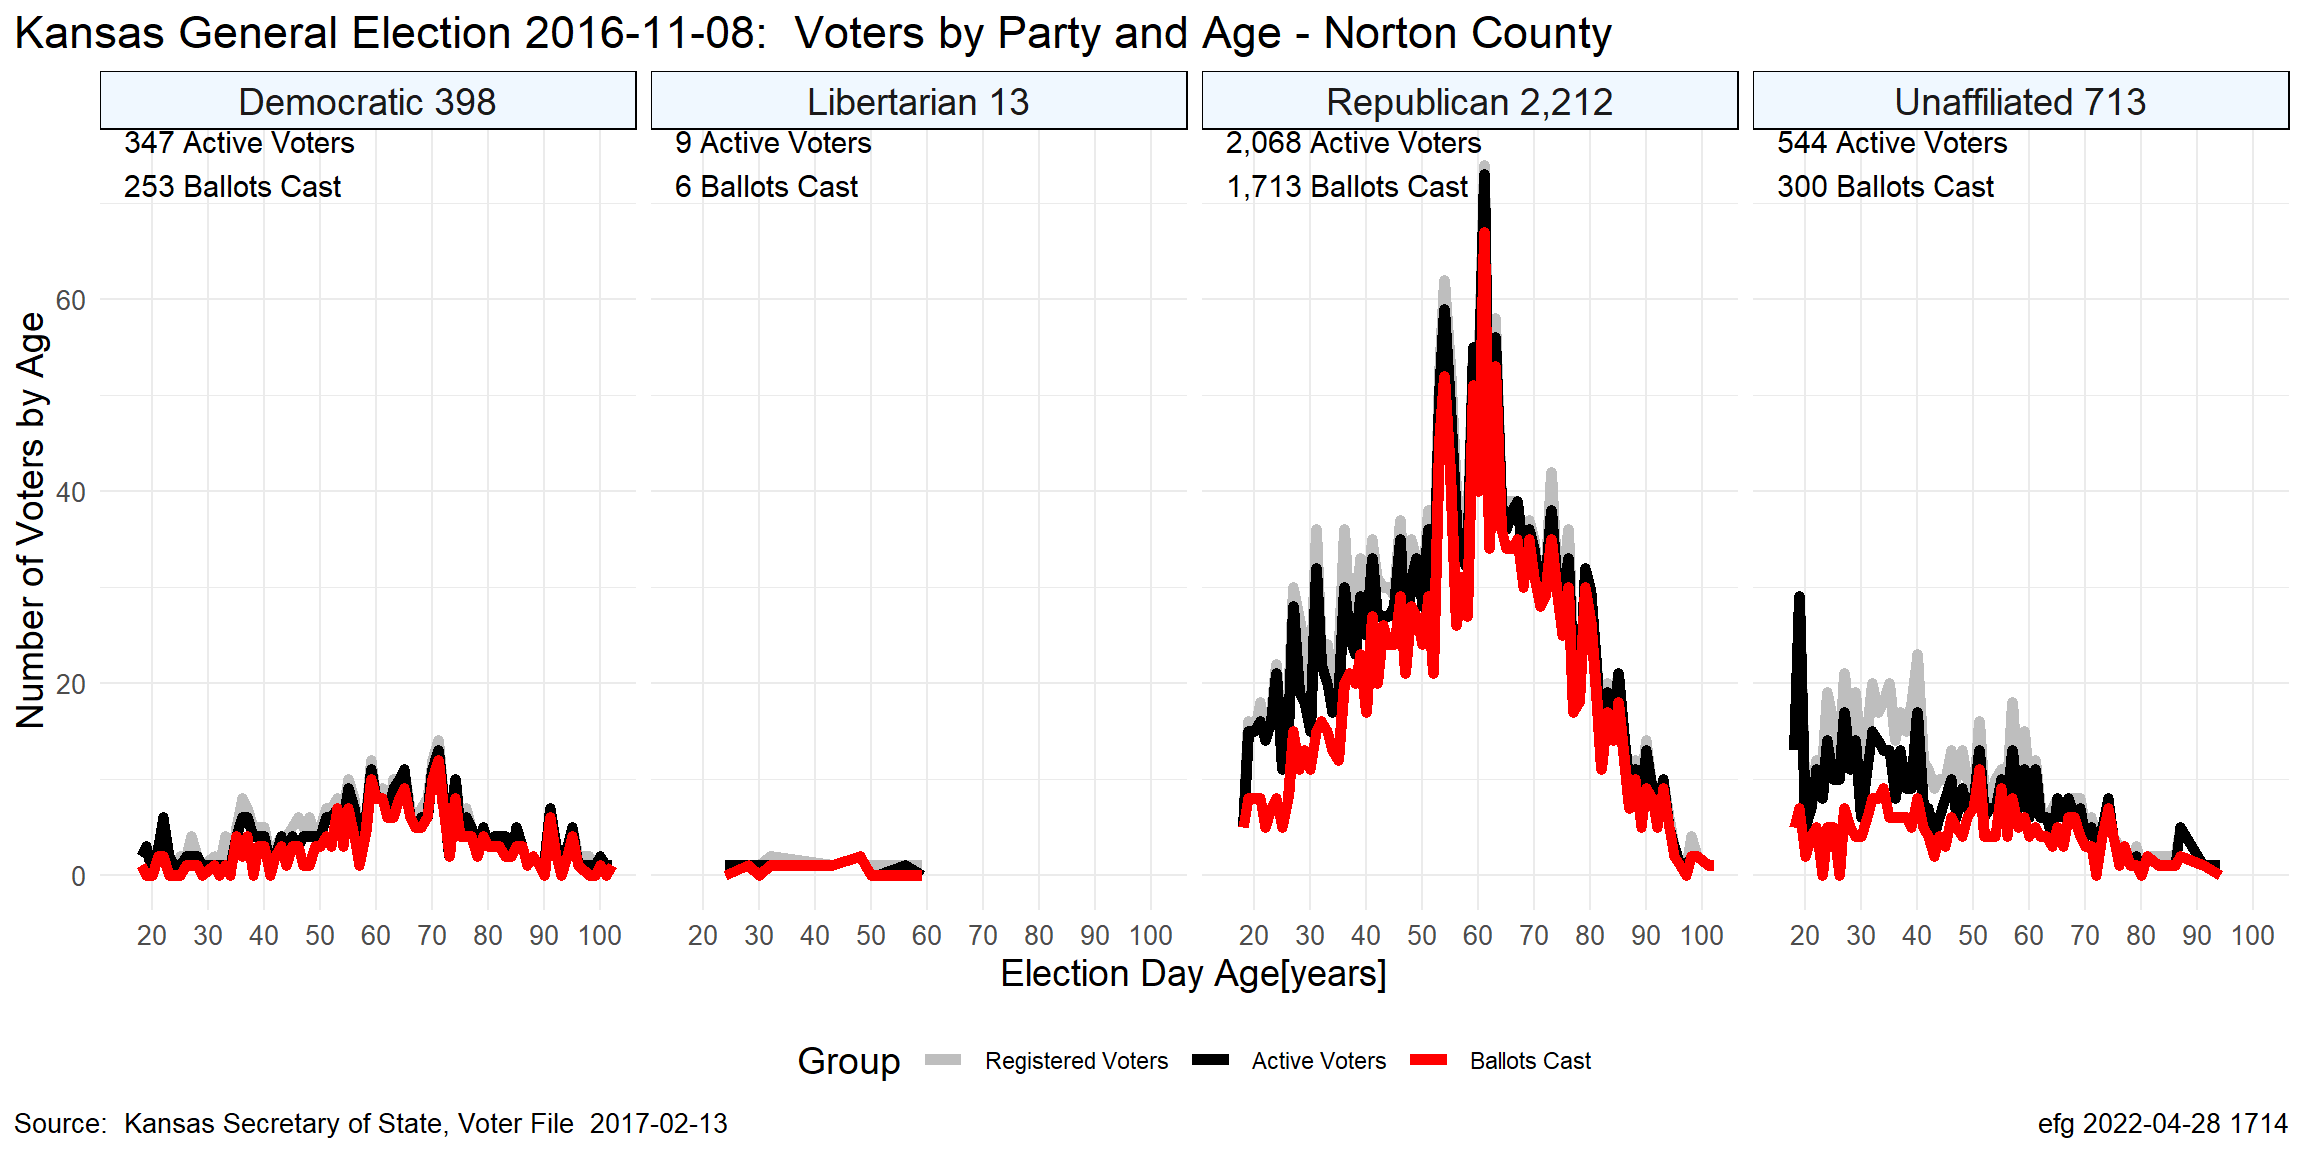 Kansas General Election 2016-11-08:  Voters by Party and Age - Norton County
Democratic 398
Libertarian 13
Republican 2,212
Unaffiliated 713
347 Active Voters
253 Ballots Cast
9 Active Voters
6 Ballots Cast
2,068 Active Voters
1,713 Ballots Cast
544 Active Voters
300 Ballots Cast
Number of Voters by Age
60
40
20
0
20 30 40 50 60 70 80 90 100
20 30 40 50 60 70 80 90 100
20 30 40 50 60 70 80 90 100
20 30 40 50 60 70 80 90 100
Election Day Age[years]
Group Registered Voters Active Voters Ballots Cast
Source:  Kansas Secretary of State, Voter File  2017-02-13
efg 2022-04-28 1714